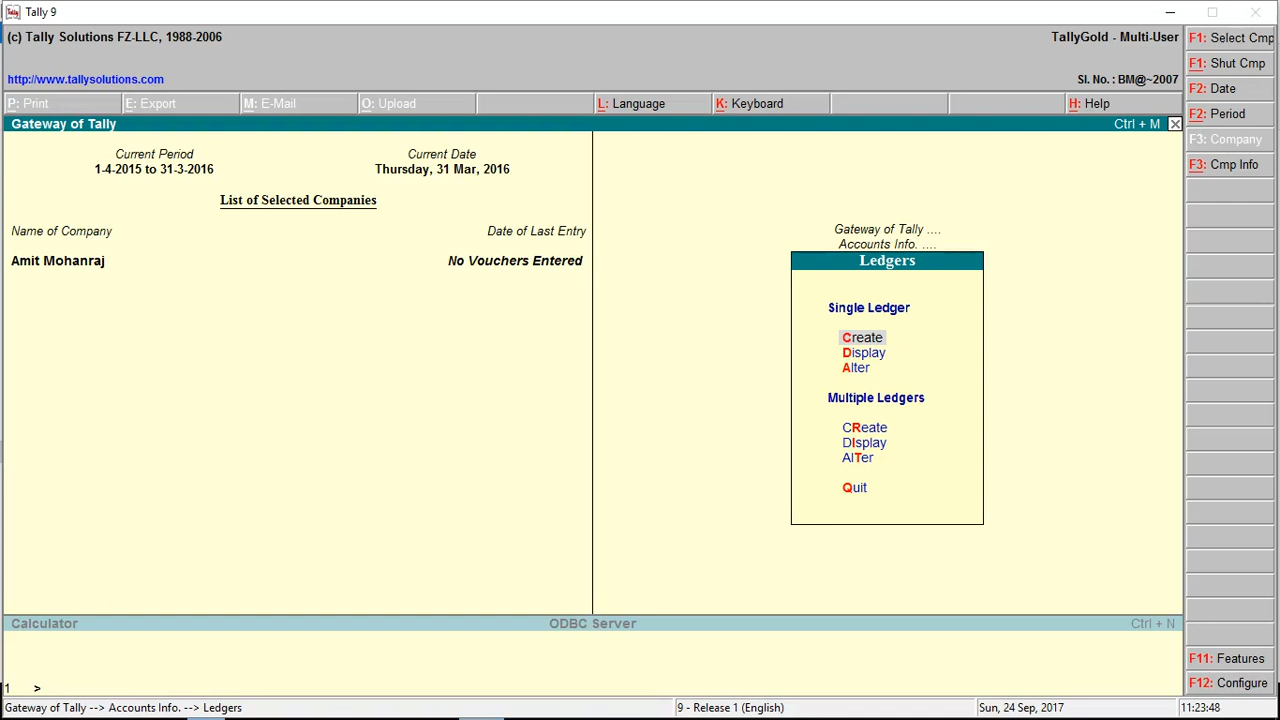 Tally 9
(c) Tally Solutions FZ-LLC, 1988-2006
TallyGold - Multi-User
http://www.tallysolutions.com
Sl. No. : BM@~2007
P: Print
E: Export
M: E-Mail
O: Upload
L: Language
K: Keyboard
H: Help
Gateway of Tally
Ctrl + M
Current Period
Current Date
1-4-2015 to 31-3-2016
Thursday, 31 Mar, 2016
List of Selected Companies
Name of Company
Date of Last Entry
Amit Mohanraj
No Vouchers Entered
Gateway of Tally ....
Accounts Info. ....
Ledgers
Single Ledger
Create
Display
Alter
Multiple Ledgers
CReate
DIsplay
AlTer
Quit
F1: Select Cmp
F1: Shut Cmp
F2: Date
F2: Period
F3: Company
F3: Cmp Info
F11: Features
F12: Configure
Calculator
ODBC Server
Ctrl + N
1 >
Gateway of Tally --> Accounts Info. --> Ledgers
9 - Release 1 (English)
Sun, 24 Sep, 2017
11:23:48